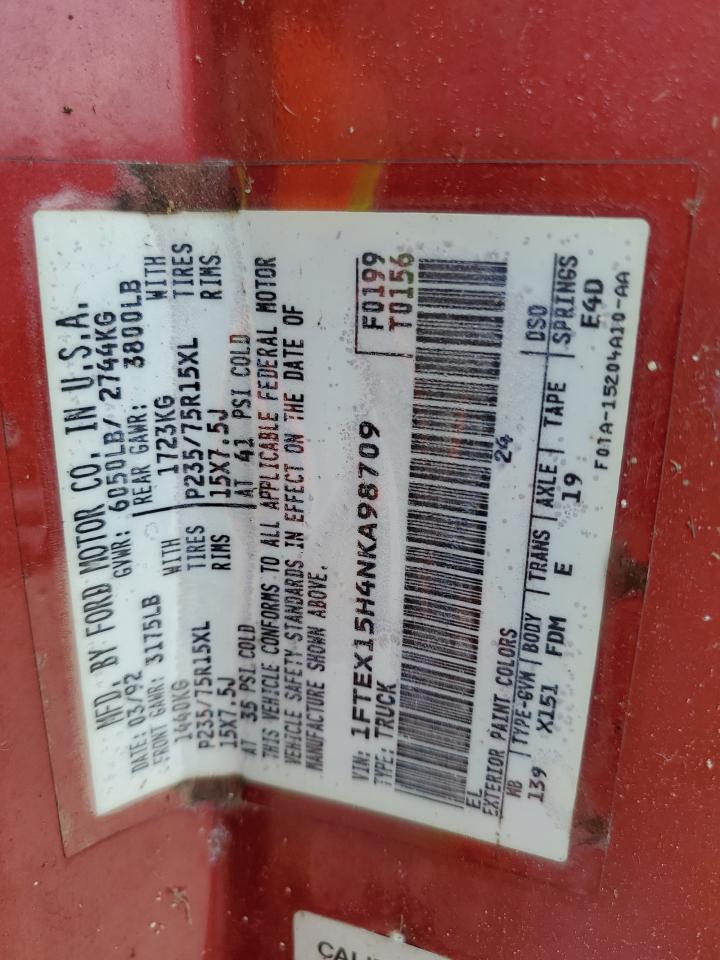 MFD. BY FORD MOTOR CO. IN U.S.A.
DATE: 03/92 GVWR: 6050LB/ 2744KG
FRONT GAWR: 3175LB REAR GAWR: 3800LB
1440KG WITH 1723KG WITH
P235/75R15XL TIRES P235/75R15XL TIRES
15X7.5J RIMS 15X7.5J RIMS
AT 35 PSI COLD AT 41 PSI COLD
THIS VEHICLE CONFORMS TO ALL APPLICABLE FEDERAL MOTOR
VEHICLE SAFETY STANDARDS IN EFFECT ON THE DATE OF
MANUFACTURE SHOWN ABOVE.
VIN: 1FTEX15H4NKA98709 F0199
TYPE: TRUCK T0156
EL 24
EXTERIOR PAINT COLORS DSO
WB TYPE-GVW BODY TRANS AXLE TAPE SPRINGS
139 X151 FDM E 19 E4D
F0TA-15204A10-AA